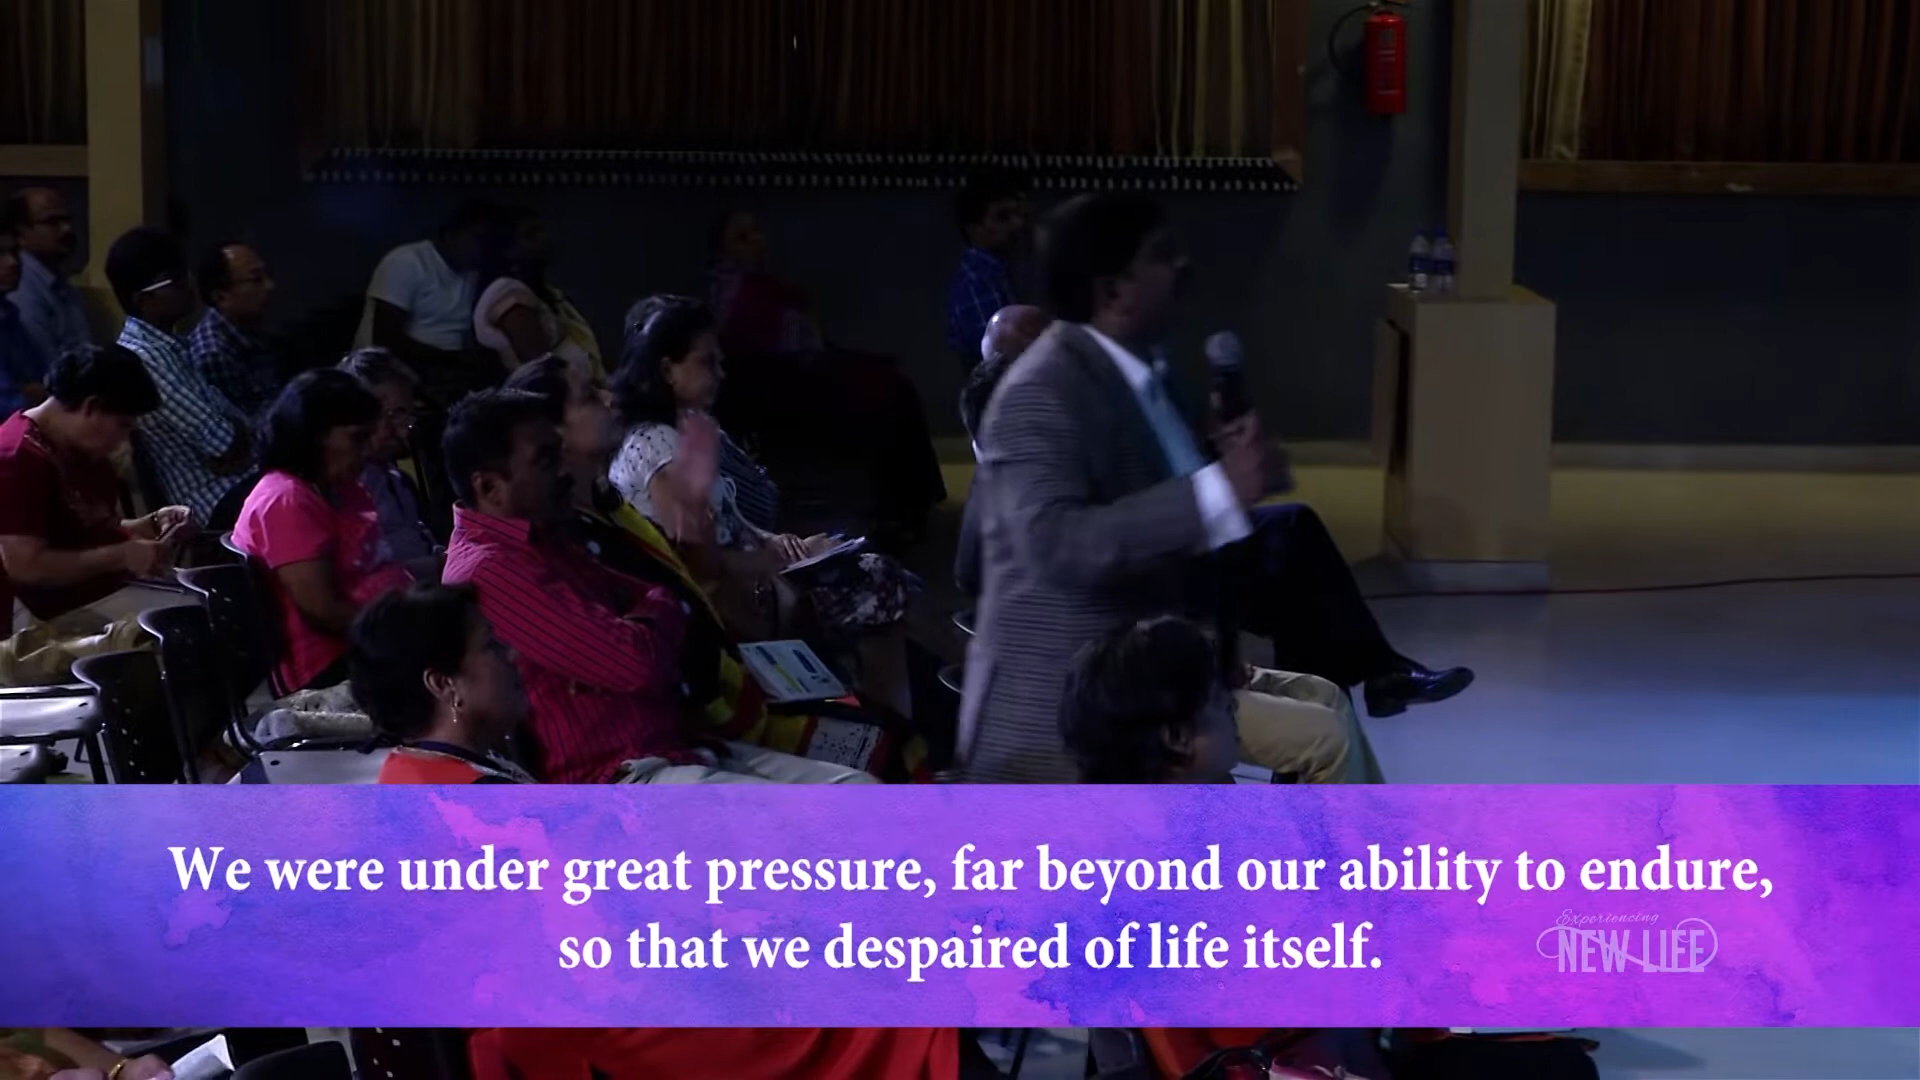 We were under great pressure, far beyond our ability to endure,
so that we despaired of life itself.
Experiencing
NEW LIFE